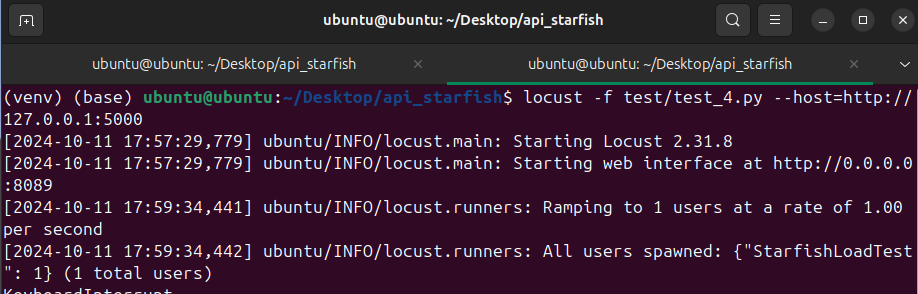 ubuntu@ubuntu: ~/Desktop/api_starfish
ubuntu@ubuntu: ~/Desktop/api_starfish
ubuntu@ubuntu: ~/Desktop/api_starfish
(venv) (base) ubuntu@ubuntu:~/Desktop/api_starfish$ locust -f test/test_4.py --host=http://
127.0.0.1:5000
[2024-10-11 17:57:29,779] ubuntu/INFO/locust.main: Starting Locust 2.31.8
[2024-10-11 17:57:29,779] ubuntu/INFO/locust.main: Starting web interface at http://0.0.0.0
:8089
[2024-10-11 17:59:34,441] ubuntu/INFO/locust.runners: Ramping to 1 users at a rate of 1.00
per second
[2024-10-11 17:59:34,442] ubuntu/INFO/locust.runners: All users spawned: {"StarfishLoadTest
": 1} (1 total users)
KeyboardInterrupt